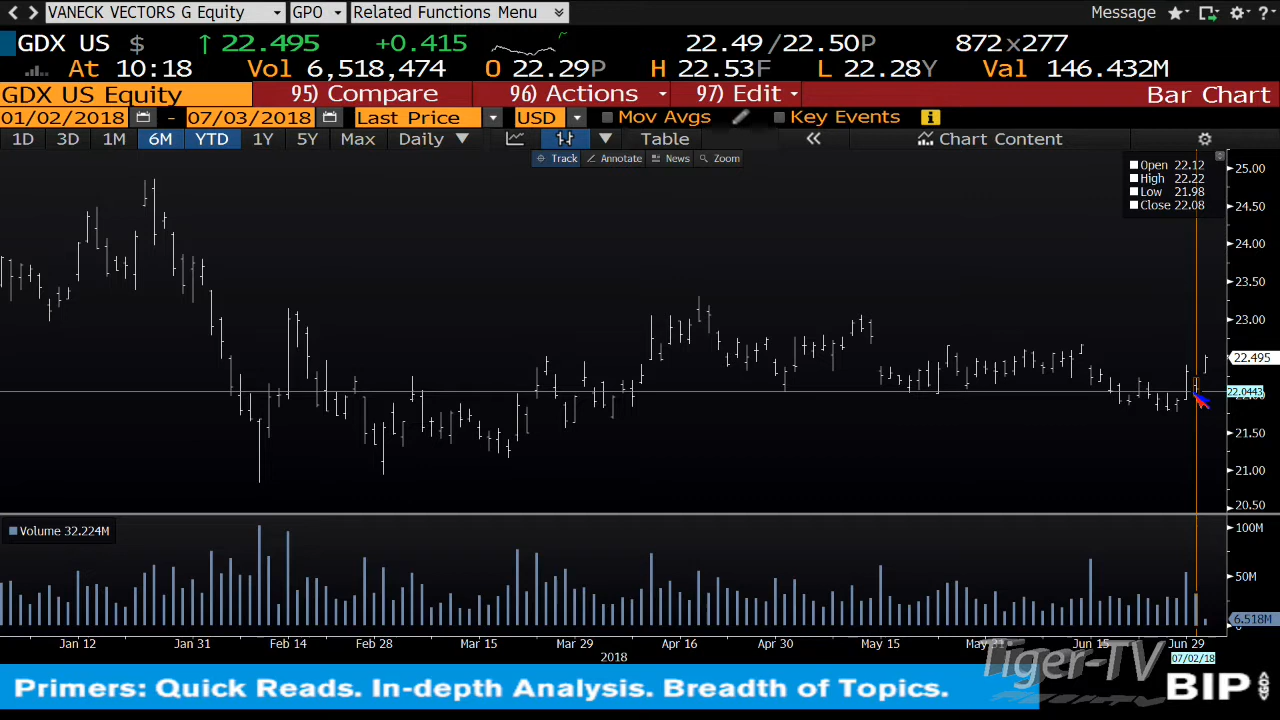 VANECK VECTORS G Equity GPO Related Functions Menu Message
GDX US $ ↑ 22.495 +0.415 22.49 /22.50P 872 x 277
At 10:18 Vol 6,518,474 O 22.29P H 22.53F L 22.28Y Val 146.432M
GDX US Equity 95) Compare 96) Actions 97) Edit Bar Chart
01/02/2018 - 07/03/2018 Last Price USD Mov Avgs Key Events
1D 3D 1M 6M YTD 1Y 5Y Max Daily Table « Chart Content
Track Annotate News Zoom
Open 22.12
High 22.22
Low 21.98
Close 22.08
25.00
24.50
24.00
23.50
23.00
22.495
22.0443
21.50
21.00
20.50
Volume 32.224M
100M
50M
6.518M
Jan 12 Jan 31 Feb 14 Feb 28 Mar 15 Mar 29 Apr 16 Apr 30 May 15 May 31 Jun 15 Jun 29
2018 07/02/18
Tiger-TV
Primers: Quick Reads. In-depth Analysis. Breadth of Topics.
BIP